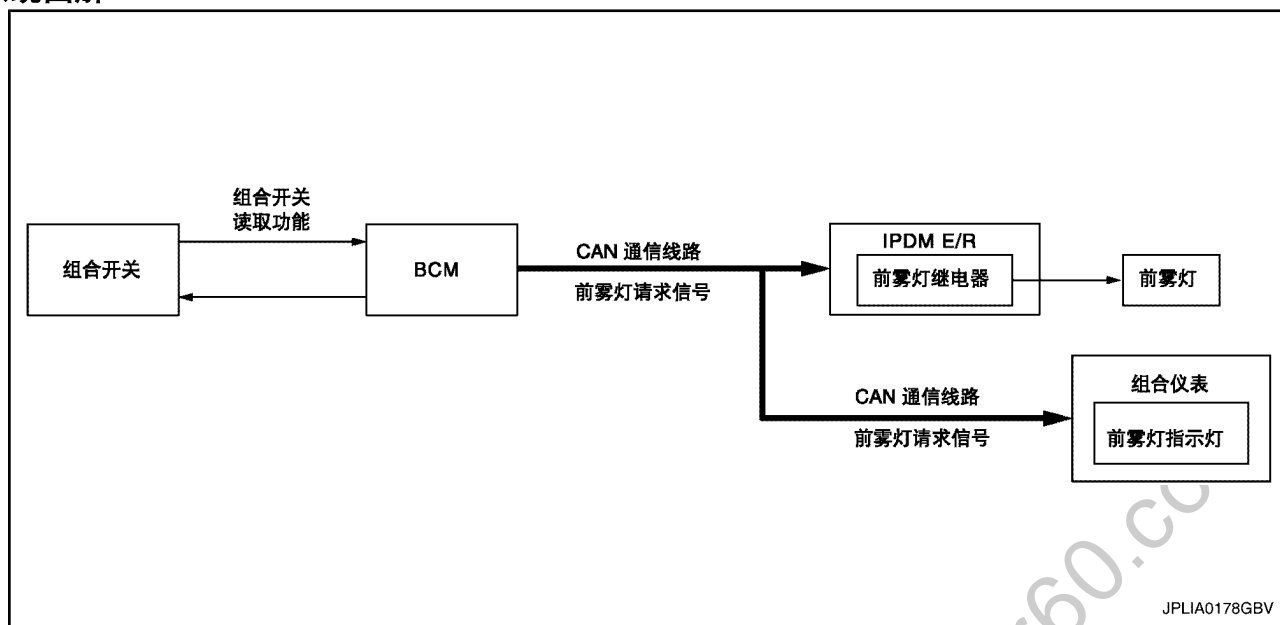 组合开关
读取功能
组合开关
BCM
CAN 通信线路
前雾灯请求信号
IPDM E/R
前雾灯继电器
前雾灯
CAN 通信线路
前雾灯请求信号
组合仪表
前雾灯指示灯
JPLIA0178GBV